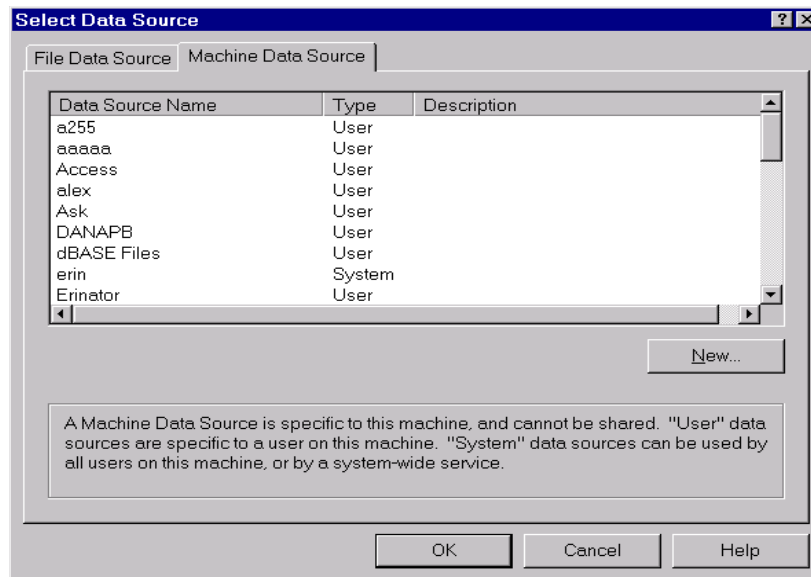 Select Data Source
File Data Source Machine Data Source
Data Source Name Type Description
a255 User
aaaaa User
Access User
alex User
Ask User
DANAPB User
dBASE Files User
erin System
Erinator User
New...
A Machine Data Source is specific to this machine, and cannot be shared. "User" data
sources are specific to a user on this machine. "System" data sources can be used by
all users on this machine, or by a system-wide service.
OK Cancel Help